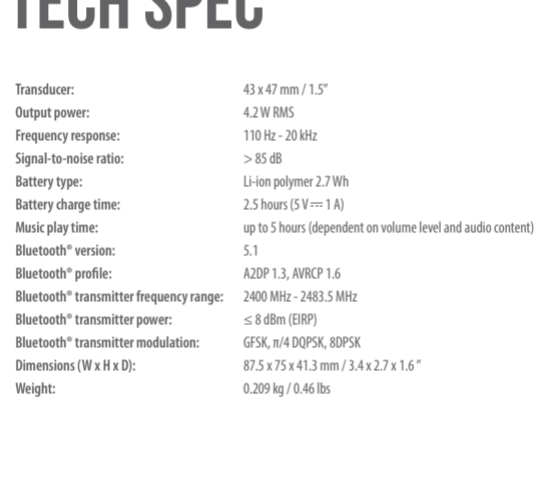 TECH SPEC
Transducer: 43 x 47 mm / 1.5"
Output power: 4.2 W RMS
Frequency response: 110 Hz - 20 kHz
Signal-to-noise ratio: > 85 dB
Battery type: Li-ion polymer 2.7 Wh
Battery charge time: 2.5 hours (5 V ⎓ 1 A)
Music play time: up to 5 hours (dependent on volume level and audio content)
Bluetooth® version: 5.1
Bluetooth® profile: A2DP 1.3, AVRCP 1.6
Bluetooth® transmitter frequency range: 2400 MHz - 2483.5 MHz
Bluetooth® transmitter power: ≤ 8 dBm (EIRP)
Bluetooth® transmitter modulation: GFSK, π/4 DQPSK, 8DPSK
Dimensions (W x H x D): 87.5 x 75 x 41.3 mm / 3.4 x 2.7 x 1.6 "
Weight: 0.209 kg / 0.46 lbs